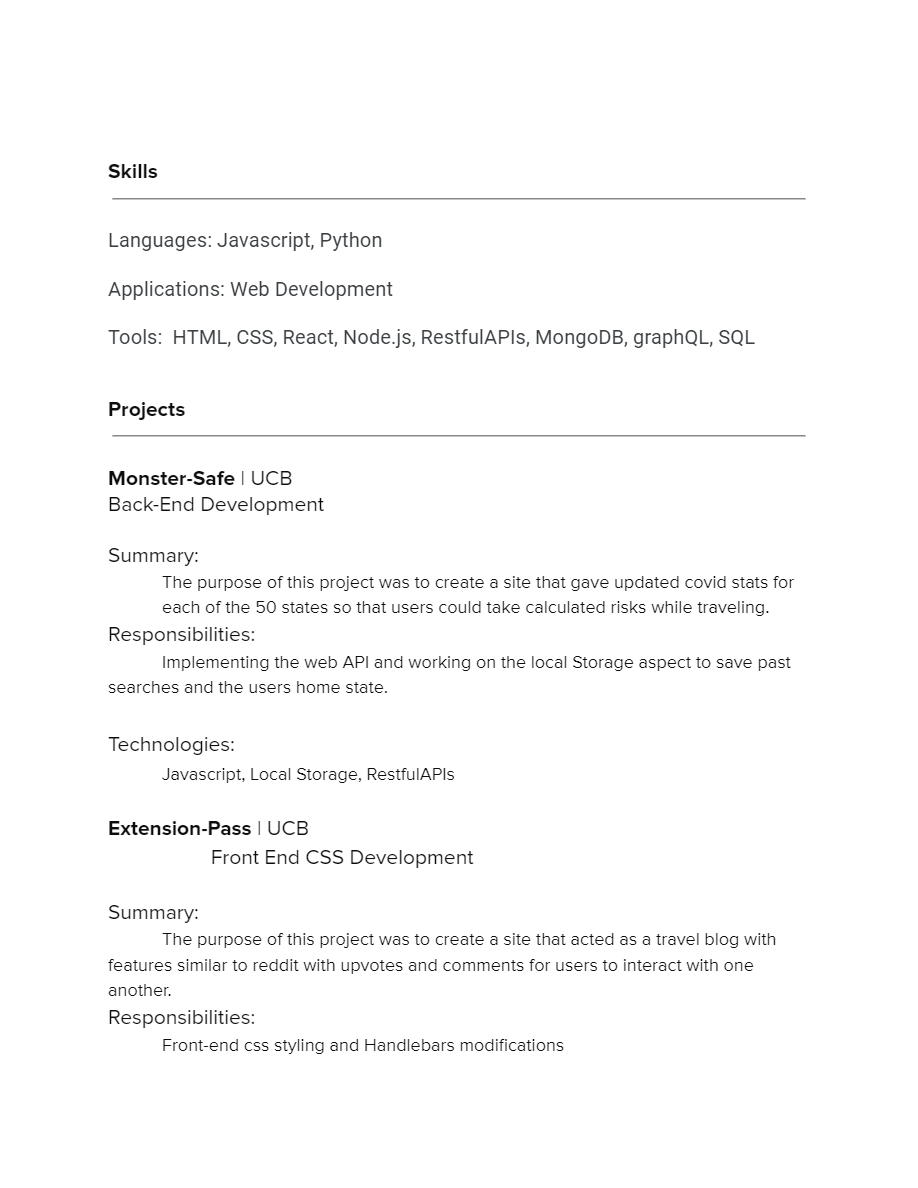 Skills
Languages: Javascript, Python
Applications: Web Development
Tools:  HTML, CSS, React, Node.js, RestfulAPIs, MongoDB, graphQL, SQL
Projects
Monster-Safe | UCB
Back-End Development
Summary:
The purpose of this project was to create a site that gave updated covid stats for
each of the 50 states so that users could take calculated risks while traveling.
Responsibilities:
Implementing the web API and working on the local Storage aspect to save past
searches and the users home state.
Technologies:
Javascript, Local Storage, RestfulAPIs
Extension-Pass | UCB
Front End CSS Development
Summary:
The purpose of this project was to create a site that acted as a travel blog with
features similar to reddit with upvotes and comments for users to interact with one
another.
Responsibilities:
Front-end css styling and Handlebars modifications